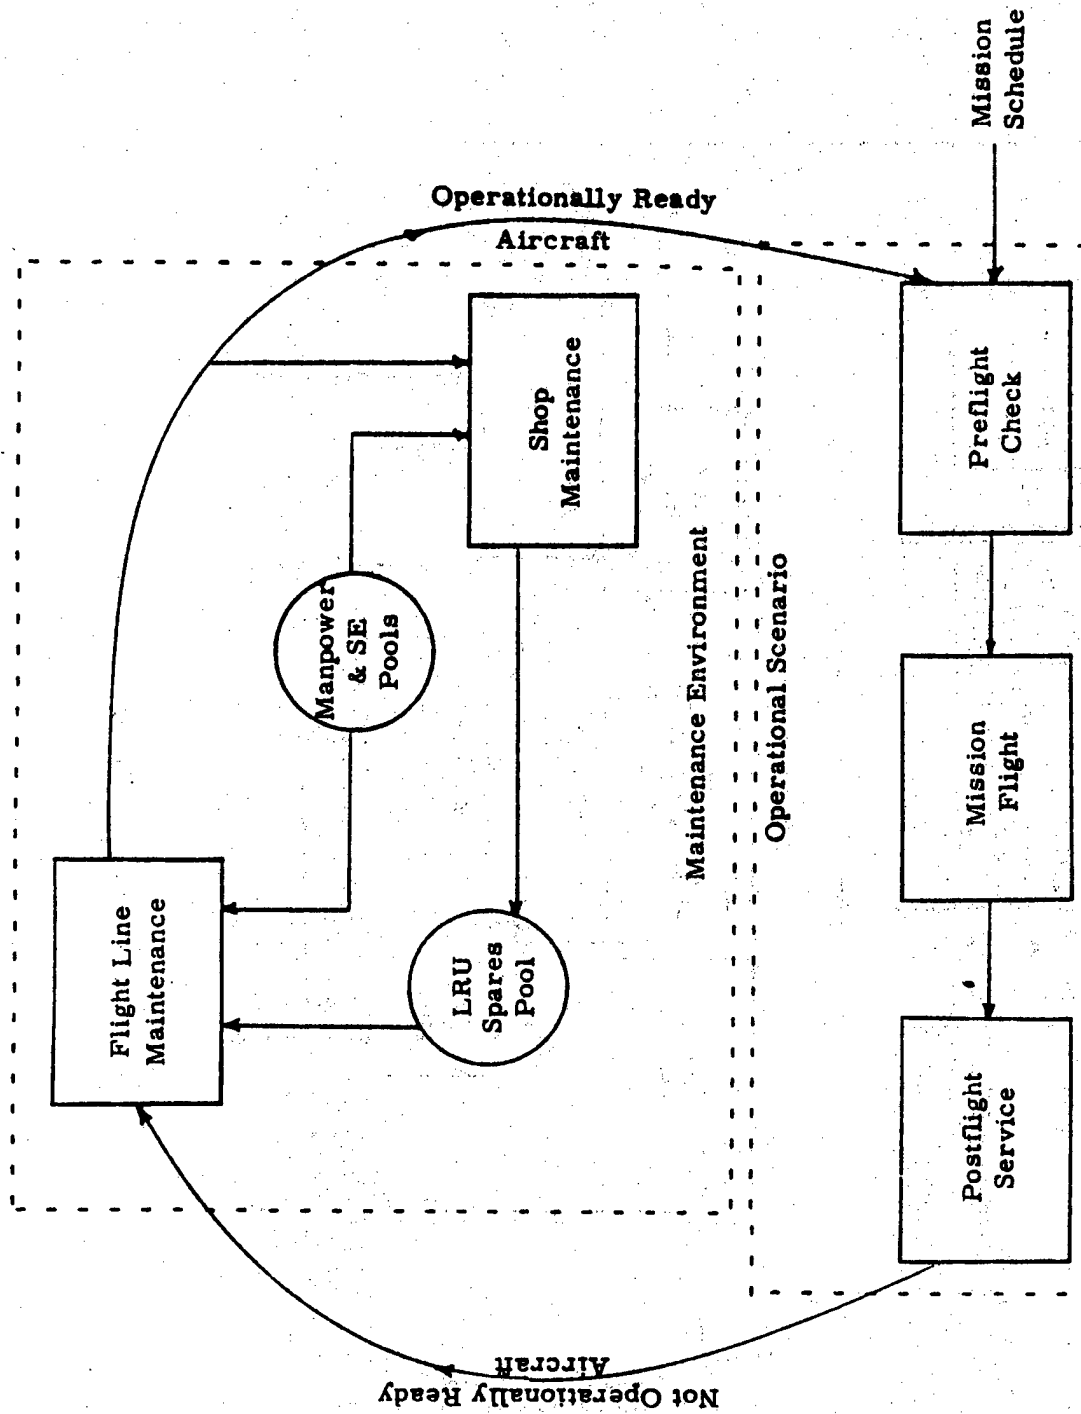 Operationally Ready
Aircraft
Mission
Schedule
Flight Line
Maintenance
Manpower
& SE
Pools
Shop
Maintenance
LRU
Spares
Pool
Maintenance Environment
Operational Scenario
Preflight
Check
Mission
Flight
Postflight
Service
Not Operationally Ready
Aircraft